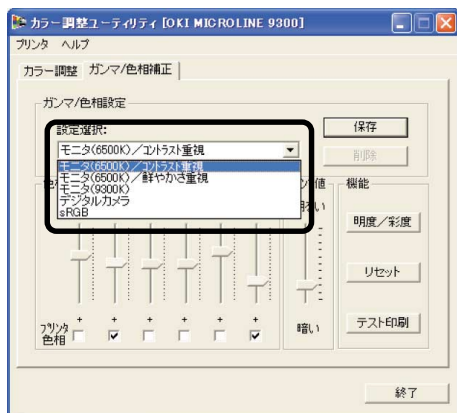 カラー調整ユーティリティ [OKI MICROLINE 9300]
プリンタ ヘルプ
カラー調整 ガンマ/色相補正
ガンマ/色相設定
設定選択:
保存
モニタ(6500K)／コントラスト重視
削除
モニタ(6500K)／コントラスト重視
モニタ(6500K)／鮮やかさ重視
モニタ(9300K)
デジタルカメラ
sRGB
機能
明度／彩度
リセット
+ + + + + +
プリンタ
色相
暗い
テスト印刷
終了